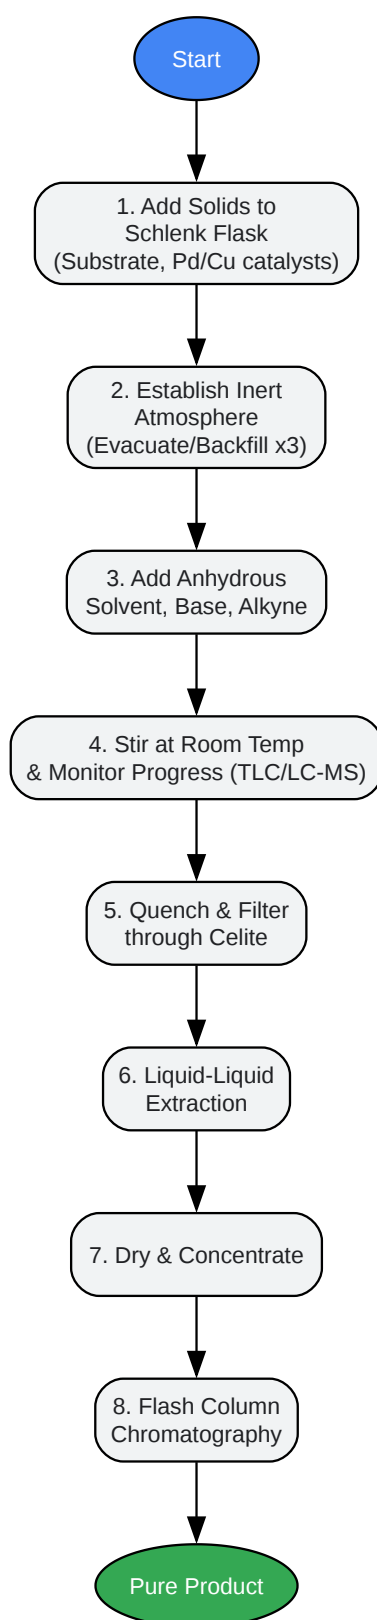 Start
1. Add Solids to
Schlenk Flask
(Substrate, Pd/Cu catalysts)
2. Establish Inert
Atmosphere
(Evacuate/Backfill x3)
3. Add Anhydrous
Solvent, Base, Alkyne
4. Stir at Room Temp
& Monitor Progress (TLC/LC-MS)
5. Quench & Filter
through Celite
6. Liquid-Liquid
Extraction
7. Dry & Concentrate
8. Flash Column
Chromatography
Pure Product